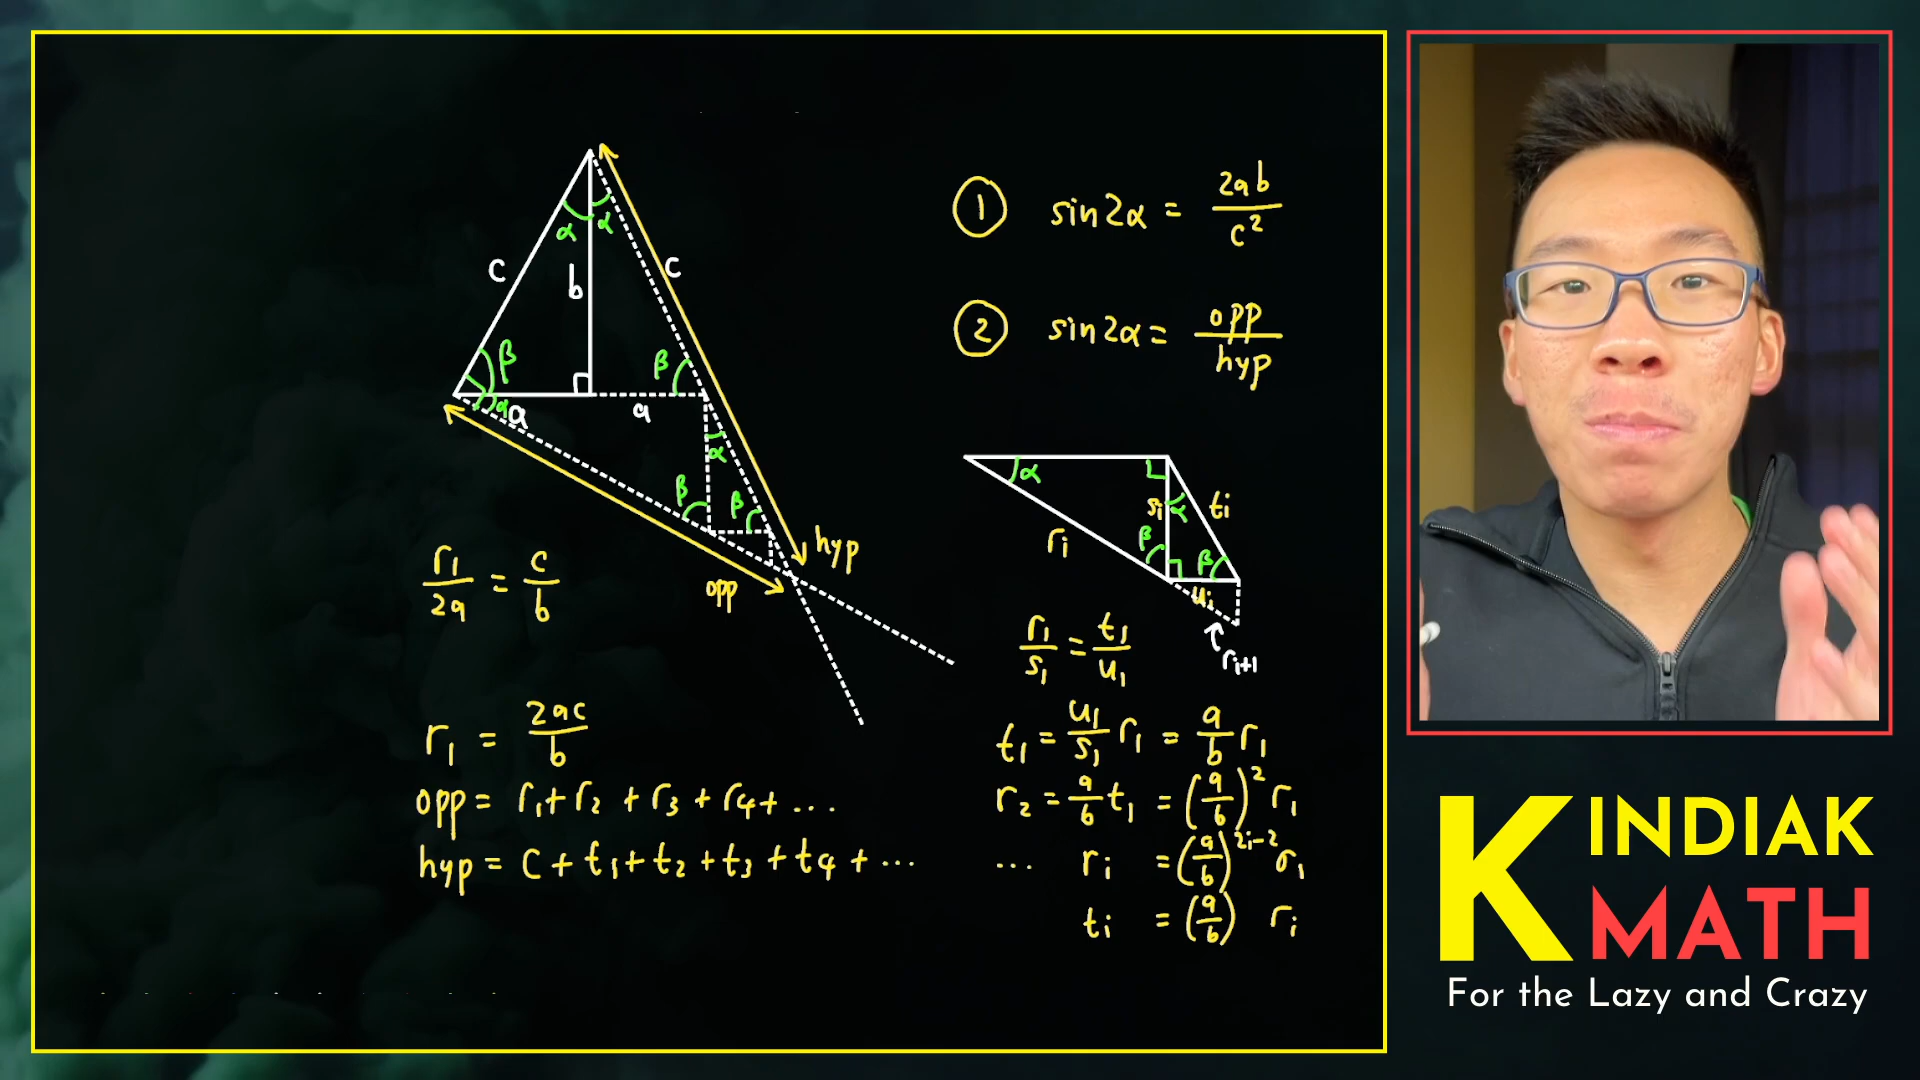 α α
c b c
β β
a α a
α
β β
hyp
opp
r₁/2a = c/b
r₁ = 2ac/b
opp = r₁ + r₂ + r₃ + r₄ + ...
hyp = c + t₁ + t₂ + t₃ + t₄ + ...
① sin2α = 2ab/c²
② sin2α = opp/hyp
α
sᵢ α tᵢ
rᵢ β β
uᵢ
rᵢ₊₁
r₁/s₁ = t₁/u₁
t₁ = u₁/s₁ r₁ = a/b r₁
r₂ = a/b t₁ = (a/b)² r₁
... rᵢ = (a/b)²ⁱ⁻² r₁
tᵢ = (a/b) rᵢ
KINDIAK
MATH
For the Lazy and Crazy